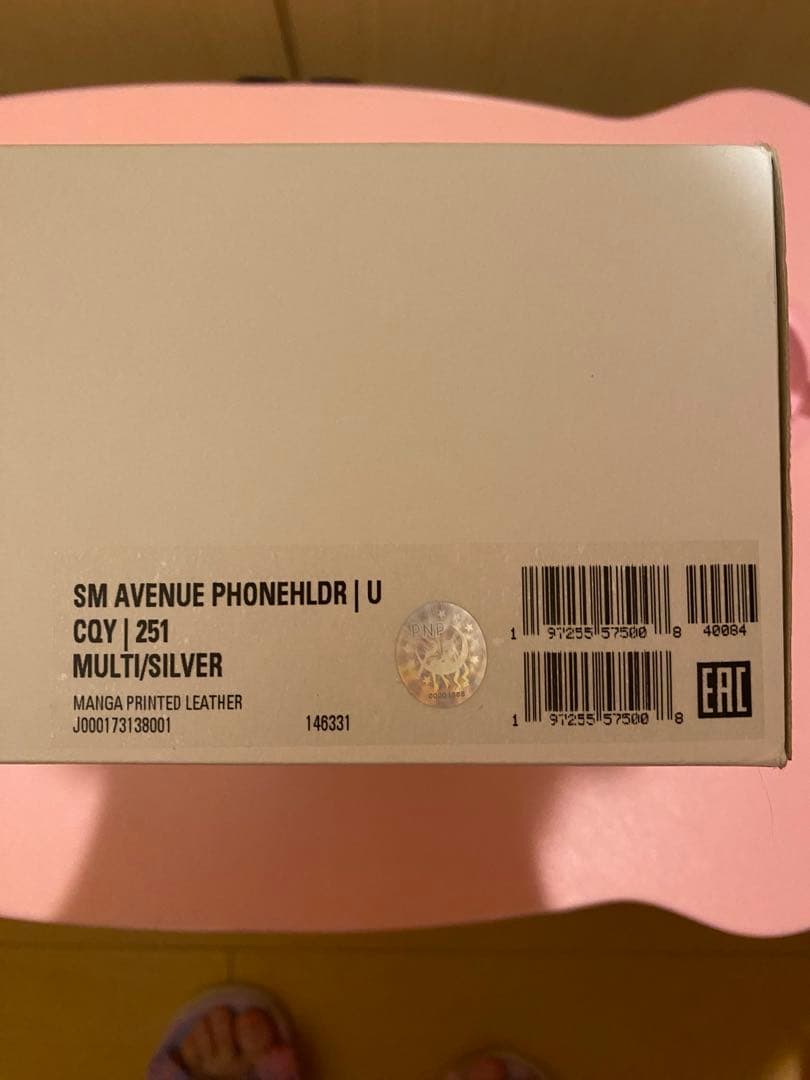 SM AVENUE PHONEHLDR | U
CQY | 251
MULTI/SILVER
MANGA PRINTED LEATHER
J000173138001 146331
PNP
1 97255 57500 8 40084
1 97255 57500 8
EAC